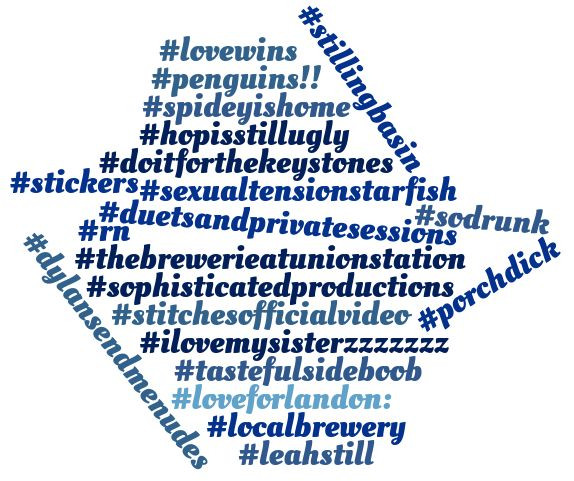 #stillingbasin
#lovewins
#penguins!!
#spideyishome
#hopisstillugly
#doitforthekeystones
#stickers
#sexualtensionstarfish
#duetsandprivatesessions
#sodrunk
#rn
#thebrewerieatunionstation
#sophisticatedproductions
#porchdick
#dylansendmenudes
#stitchesofficialvideo
#ilovemysisterzzzzzzz
#tastefulsideboob
#loveforlandon:
#localbrewery
#leahstill